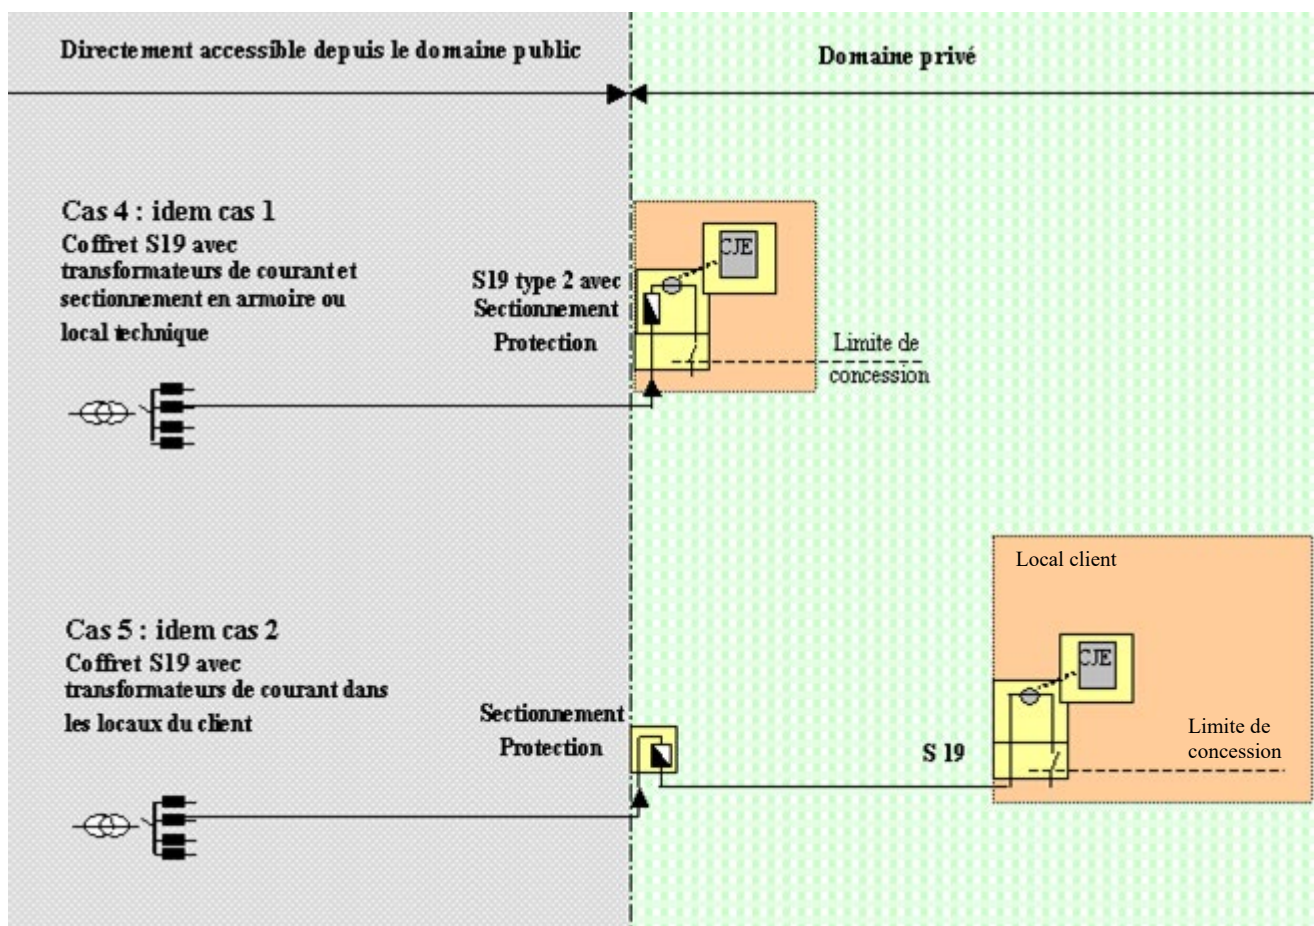 Directement accessible depuis le domaine public
Domaine privé
Cas 4 : idem cas 1
Coffret S19 avec
transformateurs de courant et
sectionnement en armoire ou
local technique
S19 type 2 avec
Sectionnement
Protection
CJE
Limite de
concession
Local client
Cas 5 : idem cas 2
Coffret S19 avec
transformateurs de courant dans
les locaux du client
Sectionnement
Protection
CJE
S 19
Limite de
concession